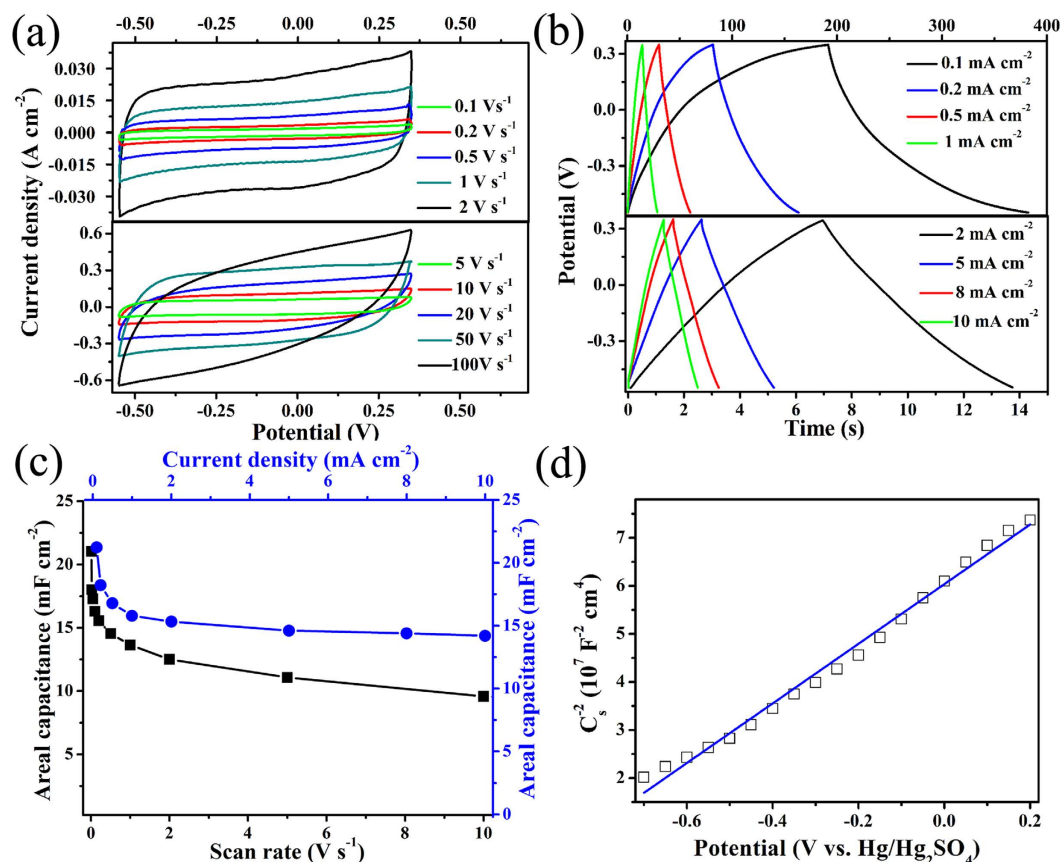 (a)
-0.50 -0.25 0.00 0.25 0.50
0.030
0.015
0.000
-0.015
-0.030
0.1 Vs⁻¹
0.2 V s⁻¹
0.5 V s⁻¹
1 V s⁻¹
2 V s⁻¹
0.6
0.3
0.0
-0.3
-0.6
5 V s⁻¹
10 V s⁻¹
20 V s⁻¹
50 V s⁻¹
100V s⁻¹
Current density (A cm⁻²)
-0.50 -0.25 0.00 0.25 0.50
Potential (V)
(b)
0 100 200 300 400
0.3
0.0
-0.3
0.1 mA cm⁻²
0.2 mA cm⁻²
0.5 mA cm⁻²
1 mA cm⁻²
0.3
0.0
-0.3
2 mA cm⁻²
5 mA cm⁻²
8 mA cm⁻²
10 mA cm⁻²
Potential (V)
0 2 4 6 8 10 12 14
Time (s)
(c)
Current density (mA cm⁻²)
0 2 4 6 8 10
25
20
15
10
5
Areal capacitance (mF cm⁻²)
25
20
15
10
5
0
Areal capacitance (mF cm⁻²)
0 2 4 6 8 10
Scan rate (V s⁻¹)
(d)
7
6
5
4
3
2
Cₛ⁻² (10⁷ F⁻² cm⁴)
-0.6 -0.4 -0.2 0.0 0.2
Potential (V vs. Hg/Hg₂SO₄)